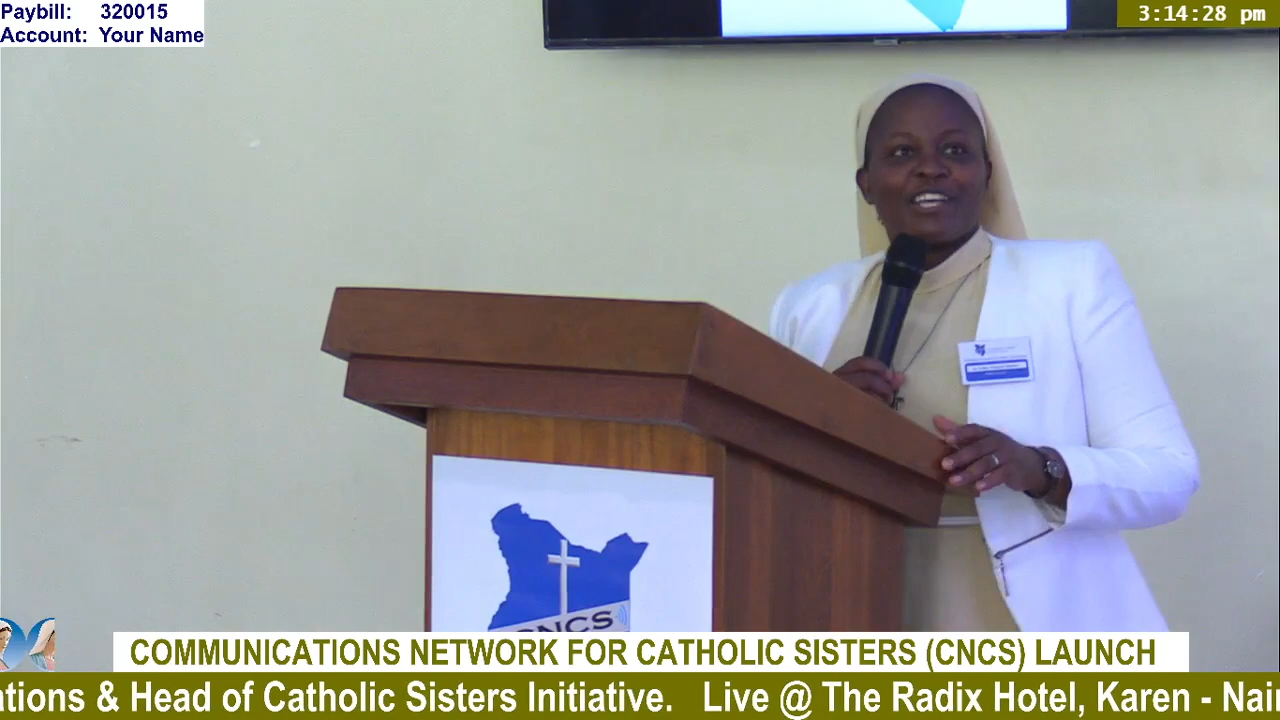 Paybill: 320015
Account: Your Name
3:14:28 pm
CNCS
COMMUNICATIONS NETWORK FOR CATHOLIC SISTERS (CNCS) LAUNCH
ations & Head of Catholic Sisters Initiative. Live @ The Radix Hotel, Karen - Nai